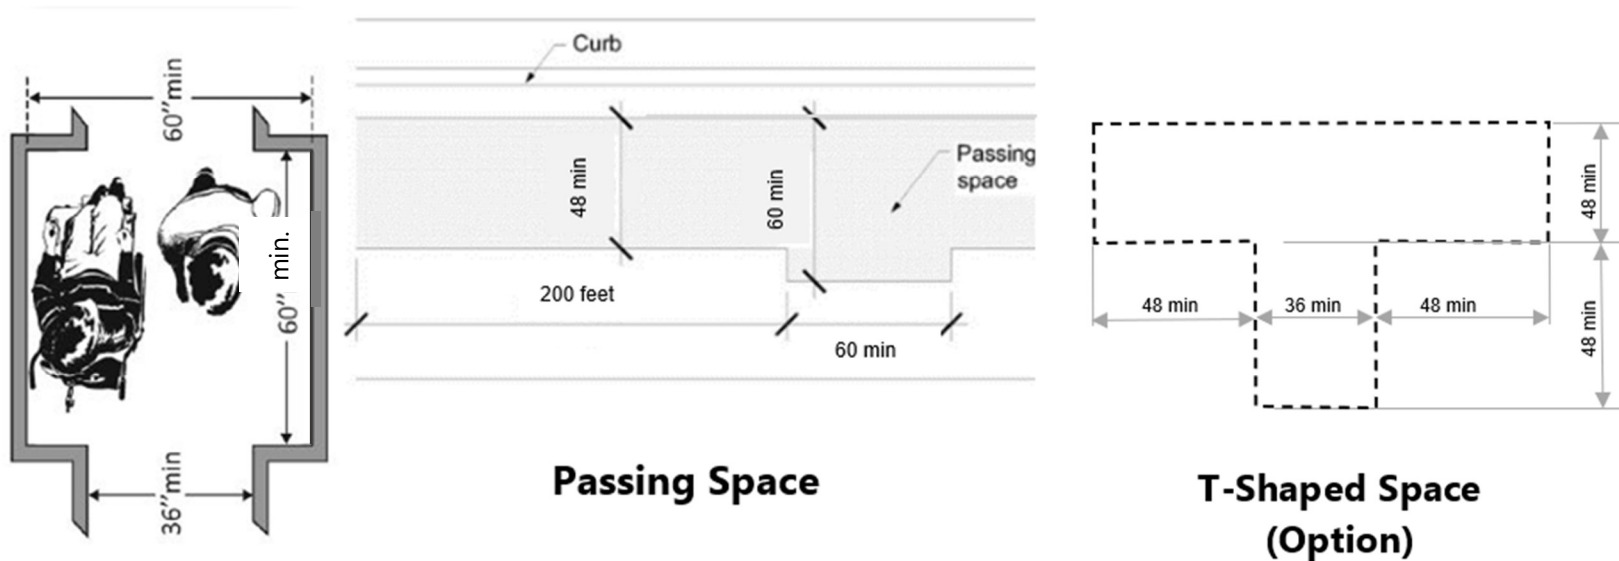 60”min
60” min.
36”min
Curb
48 min
60 min
Passing
space
200 feet
60 min
Passing Space
48 min
48 min
36 min
48 min
48 min
T-Shaped Space
(Option)